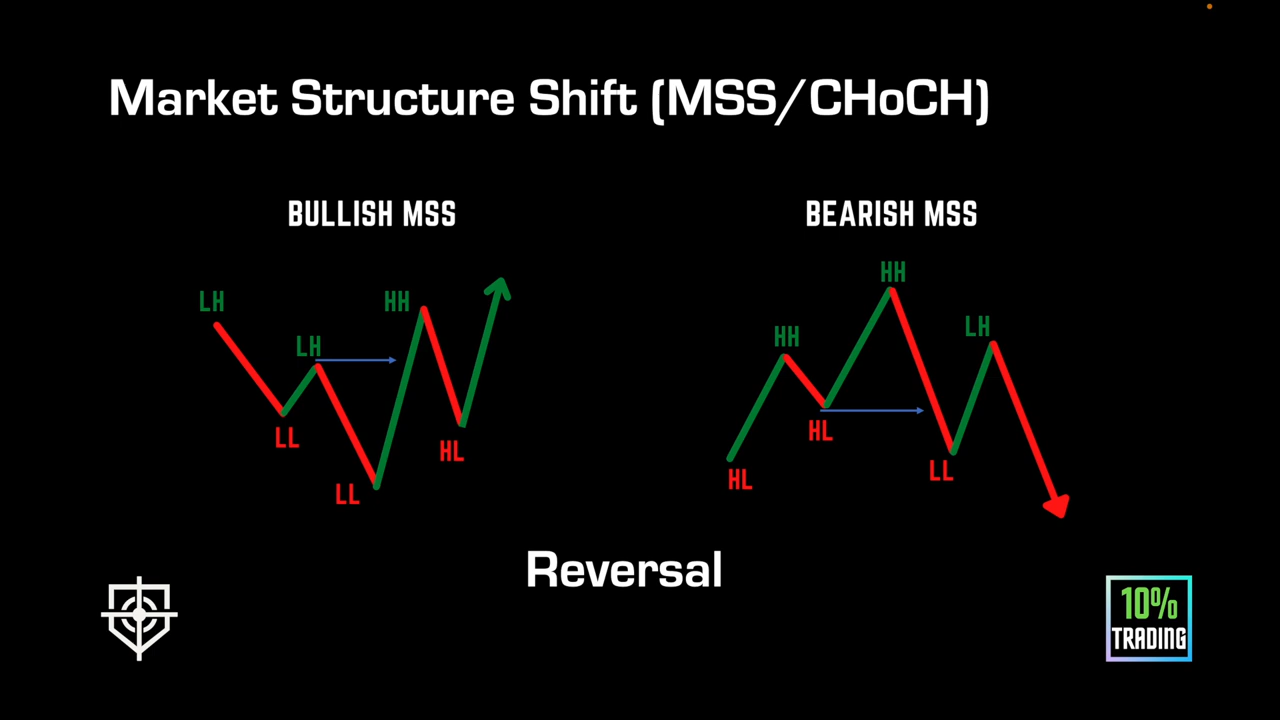 Market Structure Shift (MSS/CHoCH)
BULLISH MSS
LH
LH
HH
LL
HL
LL
BEARISH MSS
HH
HH
LH
HL
LL
HL
Reversal
10%
TRADING